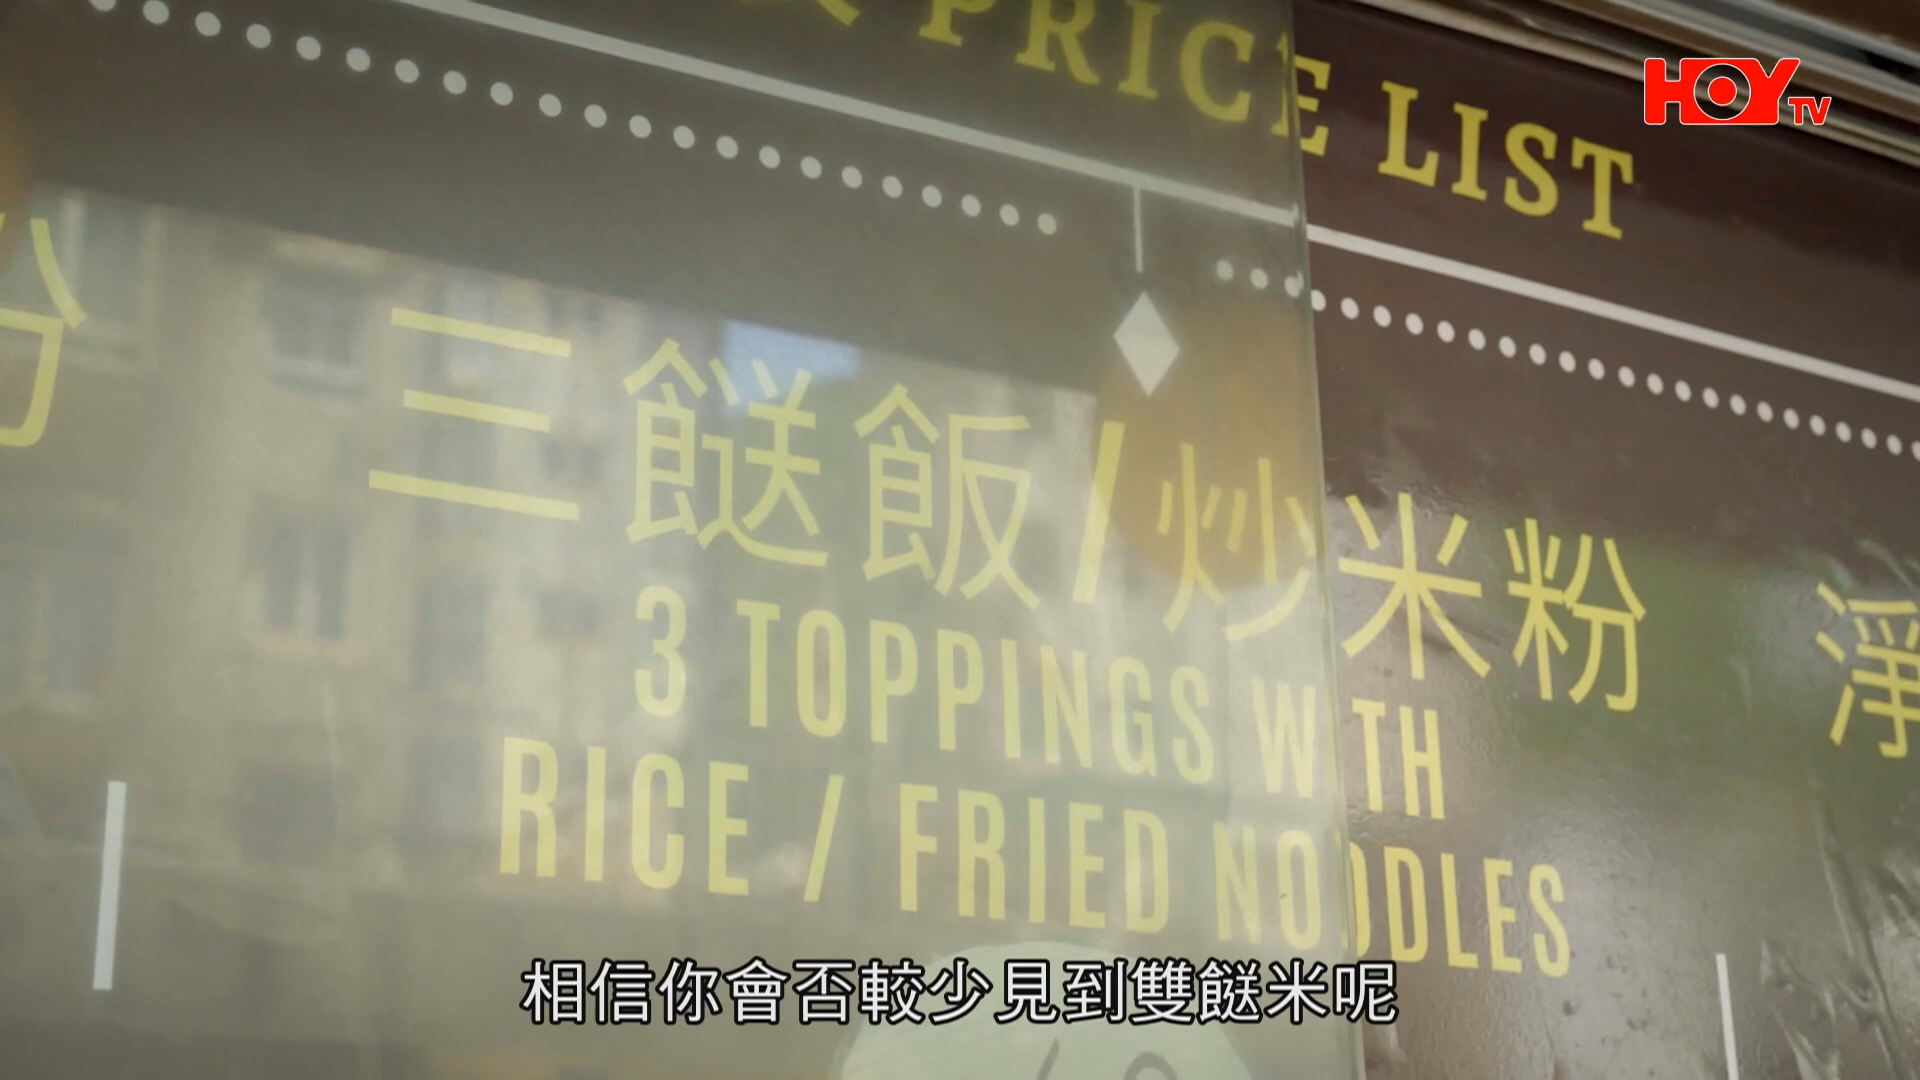 PRICE LIST
HOY TV
粉
三餸飯/炒米粉
淨
3 TOPPINGS WITH
RICE / FRIED NOODLES
相信你會否較少見到雙餸米呢